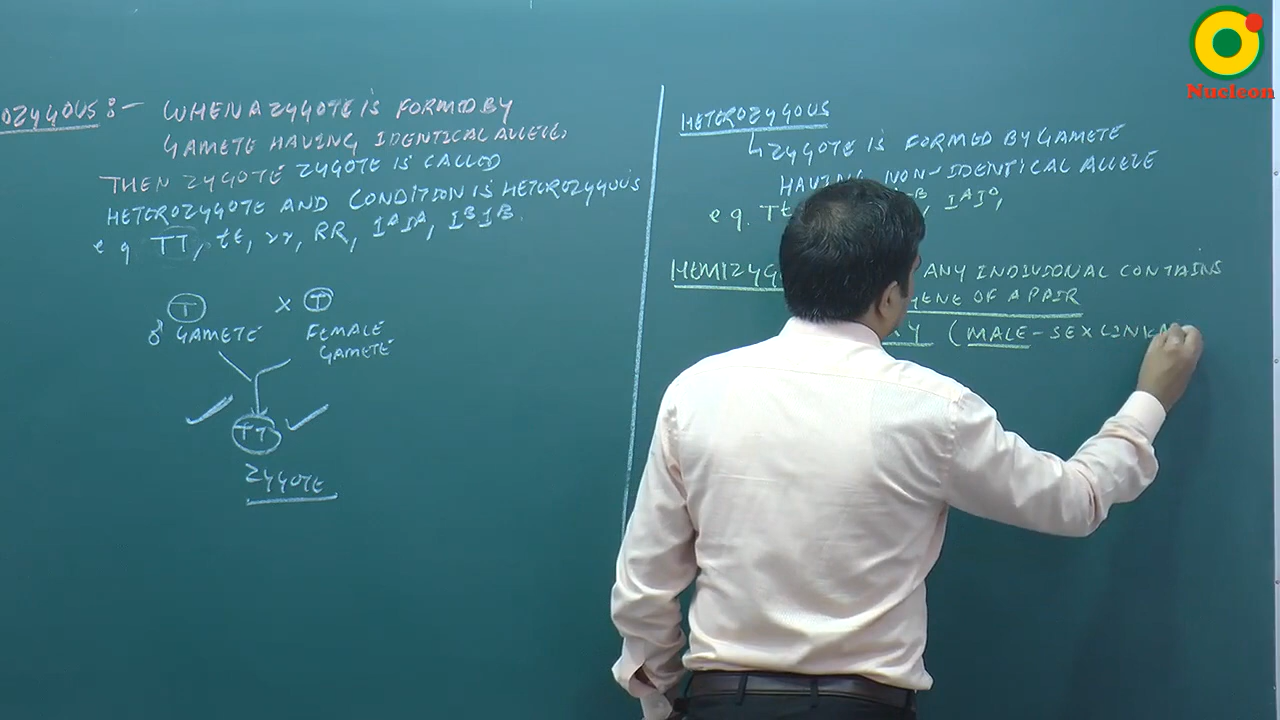 OZYGOUS:- WHEN A ZYGOTE IS FORMED BY
GAMETE HAVING IDENTICAL ALLELE.
THEN ZYGOTE ZYGOTE IS CALLED
HETEROZYGOTE AND CONDITION IS HETEROZYGOUS
e.g TT, tt, rr, RR, IAIA, IBIB.
T x T
♂ GAMETE FEMALE
GAMETE
TT
ZYGOTE
HETEROZYGOUS
↳ ZYGOTE IS FORMED BY GAMETE
HAVING NON-IDENTICAL ALLELE
e.g. Tt
HEMIZYG ANY INDIVIDUAL CONTAINS
GENE OF A PAIR
(MALE - SEX LINK
Nucleon